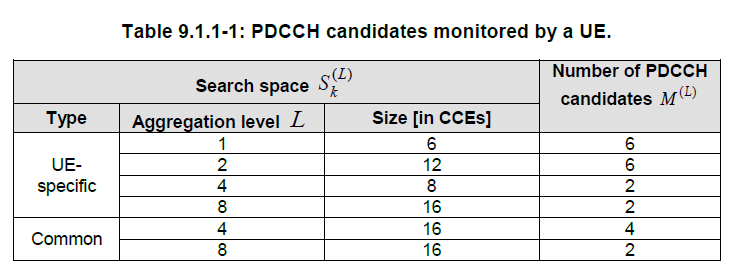 Table 9.1.1-1: PDCCH candidates monitored by a UE.
Search space S_k^(L)
Number of PDCCH candidates M^(L)
Type Aggregation level L Size [in CCEs]
UE-specific
1 6 6
2 12 6
4 8 2
8 16 2
Common
4 16 4
8 16 2